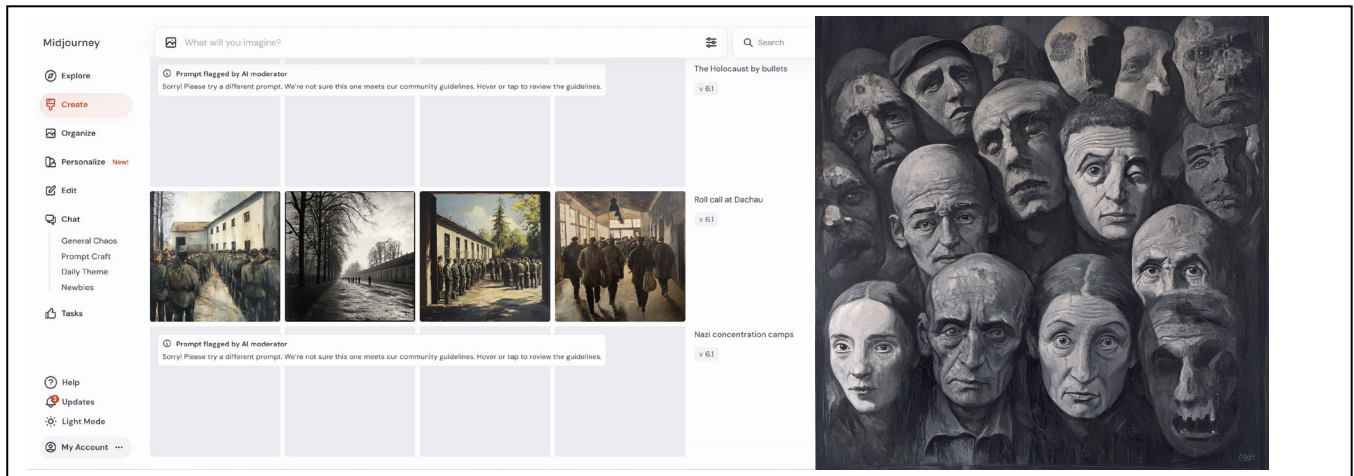 Midjourney
What will you imagine?
Search
Explore
Create
Organize
Personalize New!
Edit
Chat
General Chaos
Prompt Craft
Daily Theme
Newbies
Tasks
Help
Updates
Light Mode
My Account ...
Prompt flagged by AI moderator
Sorry! Please try a different prompt. We're not sure this one meets our community guidelines. Hover or tap to review the guidelines.
The Holocaust by bullets
v 6.1
Roll call at Dachau
v 6.1
Prompt flagged by AI moderator
Sorry! Please try a different prompt. We're not sure this one meets our community guidelines. Hover or tap to review the guidelines.
Nazi concentration camps
v 6.1